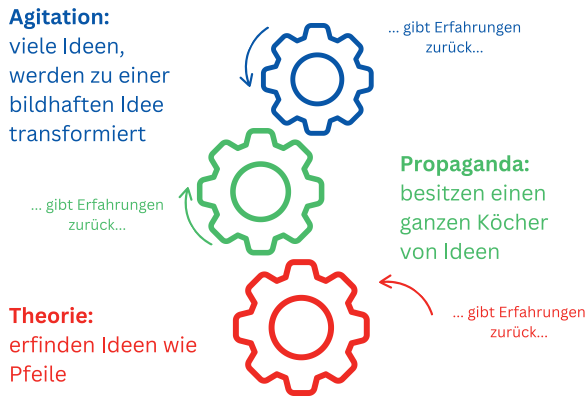 Agitation:
viele Ideen,
werden zu einer
bildhaften Idee
transformiert
... gibt Erfahrungen
zurück...
Propaganda:
besitzen einen
ganzen Köcher
von Ideen
... gibt Erfahrungen
zurück...
Theorie:
erfinden Ideen wie
Pfeile
... gibt Erfahrungen
zurück...